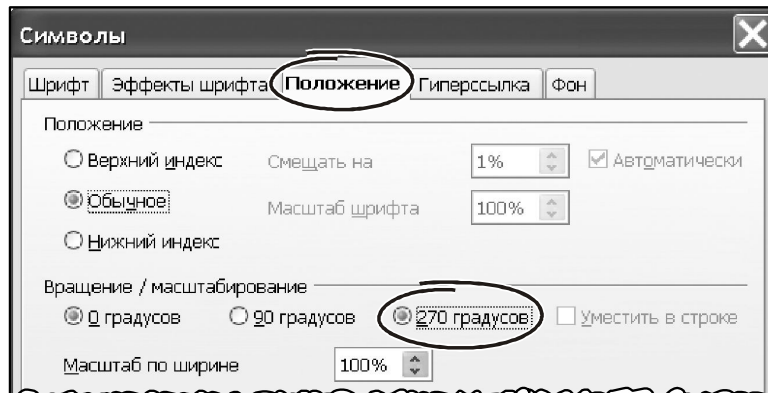 Символы
Шрифт Эффекты шрифта Положение Гиперссылка Фон
Положение
Верхний индекс Смещать на 1% Автоматически
Обычное Масштаб шрифта 100%
Нижний индекс
Вращение / масштабирование
0 градусов 90 градусов 270 градусов Уместить в строке
Масштаб по ширине 100%